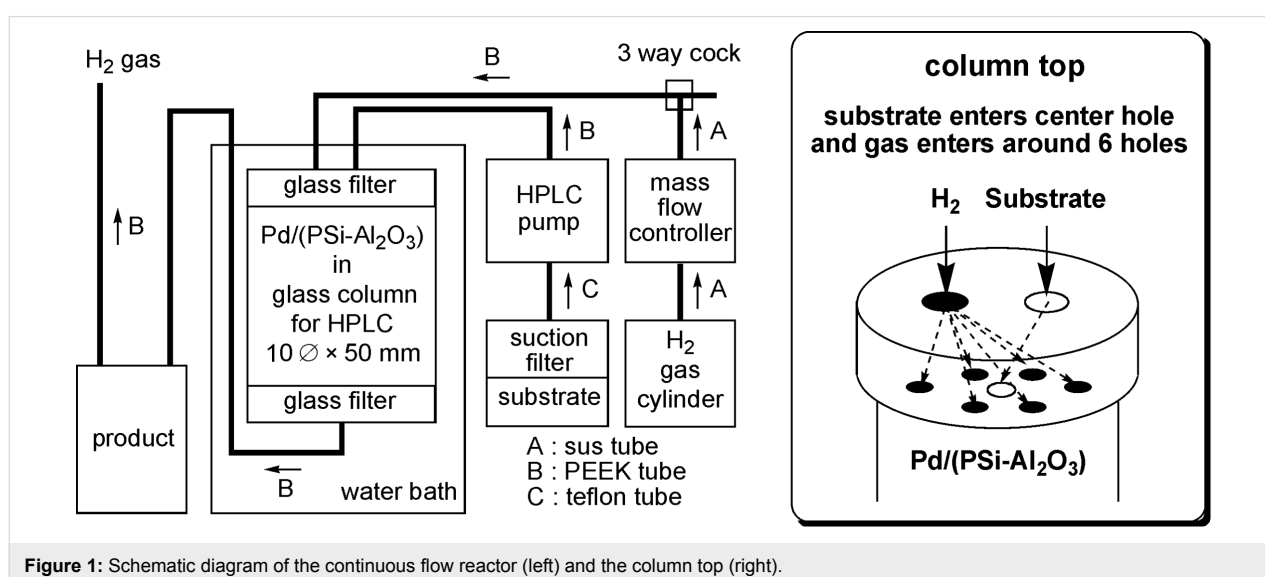 H2 gas
B
product
B
3 way cock
B
A
glass filter
Pd/(PSi-Al2O3)
in
glass column
for HPLC
10 ∅ × 50 mm
glass filter
B
water bath
HPLC
pump
C
suction
filter
substrate
mass
flow
controller
A
H2
gas
cylinder
A : sus tube
B : PEEK tube
C : teflon tube
column top
substrate enters center hole
and gas enters around 6 holes
H2 Substrate
Pd/(PSi-Al2O3)
Figure 1: Schematic diagram of the continuous flow reactor (left) and the column top (right).